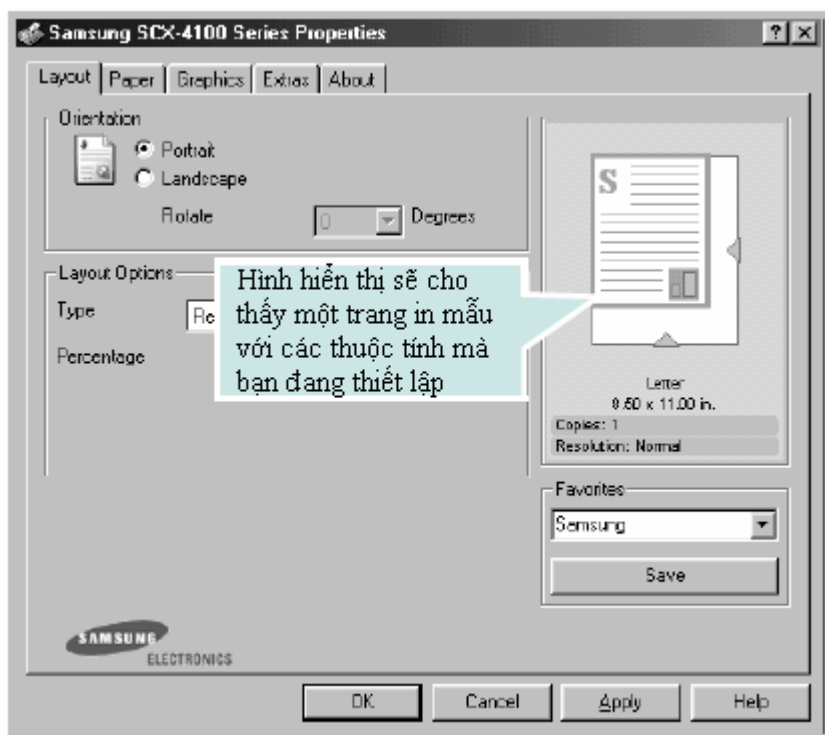 Samsung SCX-4100 Series Properties
Layout Paper Graphics Extras About
Orientation
Portrait
Landscape
Rotate 0 Degrees
Layout Options
Type Re
Percentage
Hình hiển thị sẽ cho
thấy một trang in mẫu
với các thuộc tính mà
bạn đang thiết lập
S
Letter
8.50 x 11.00 in.
Copies: 1
Resolution: Normal
Favorites
Samsung
Save
SAMSUNG
ELECTRONICS
OK Cancel Apply Help